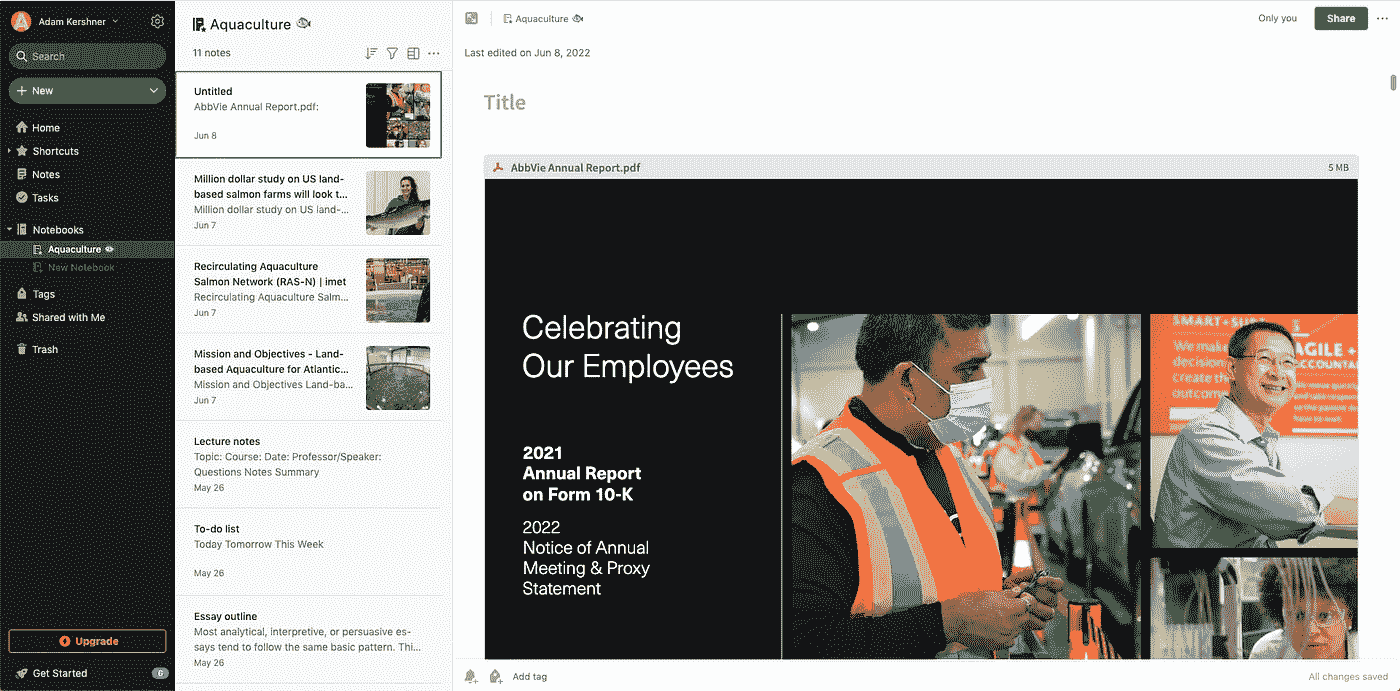 Adam Kershner
Search
New
Home
Shortcuts
Notes
Tasks
Notebooks
Aquaculture
New Notebook
Tags
Shared with Me
Trash
Upgrade
Get Started
6
Aquaculture
11 notes
Untitled
AbbVie Annual Report.pdf:
Jun 8
Million dollar study on US land-
based salmon farms will look t...
Million dollar study on US land-...
Jun 7
Recirculating Aquaculture
Salmon Network (RAS-N) | imet
Recirculating Aquaculture Salm...
Jun 7
Mission and Objectives - Land-
based Aquaculture for Atlantic...
Mission and Objectives Land-ba...
Jun 7
Lecture notes
Topic: Course: Date: Professor/Speaker:
Questions Notes Summary
May 26
To-do list
Today Tomorrow This Week
May 26
Essay outline
Most analytical, interpretive, or persuasive es-
says tend to follow the same basic pattern. Thi...
May 26
Aquaculture
Only you
Share
Last edited on Jun 8, 2022
Title
AbbVie Annual Report.pdf
5 MB
Celebrating
Our Employees
2021
Annual Report
on Form 10-K
2022
Notice of Annual
Meeting & Proxy
Statement
We make
decision
create th
outcom
AGILE +
ACCOUNTA
Add tag
All changes saved